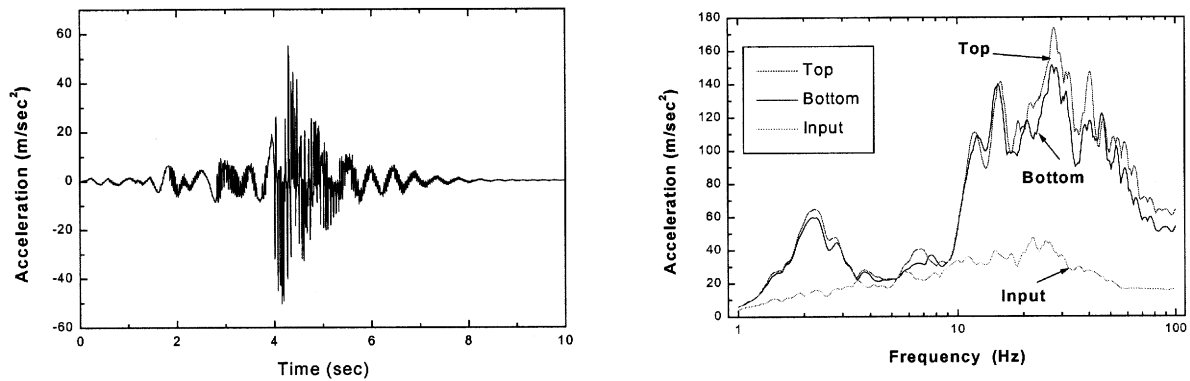 60
40
20
0
-20
-40
-60
0
2
4
6
8
10
Acceleration (m/sec²)
Time (sec)
180
160
140
120
100
80
60
40
20
0
1
10
100
Acceleration (m/sec²)
Frequency (Hz)
Top
Bottom
Input
Top
Bottom
Input